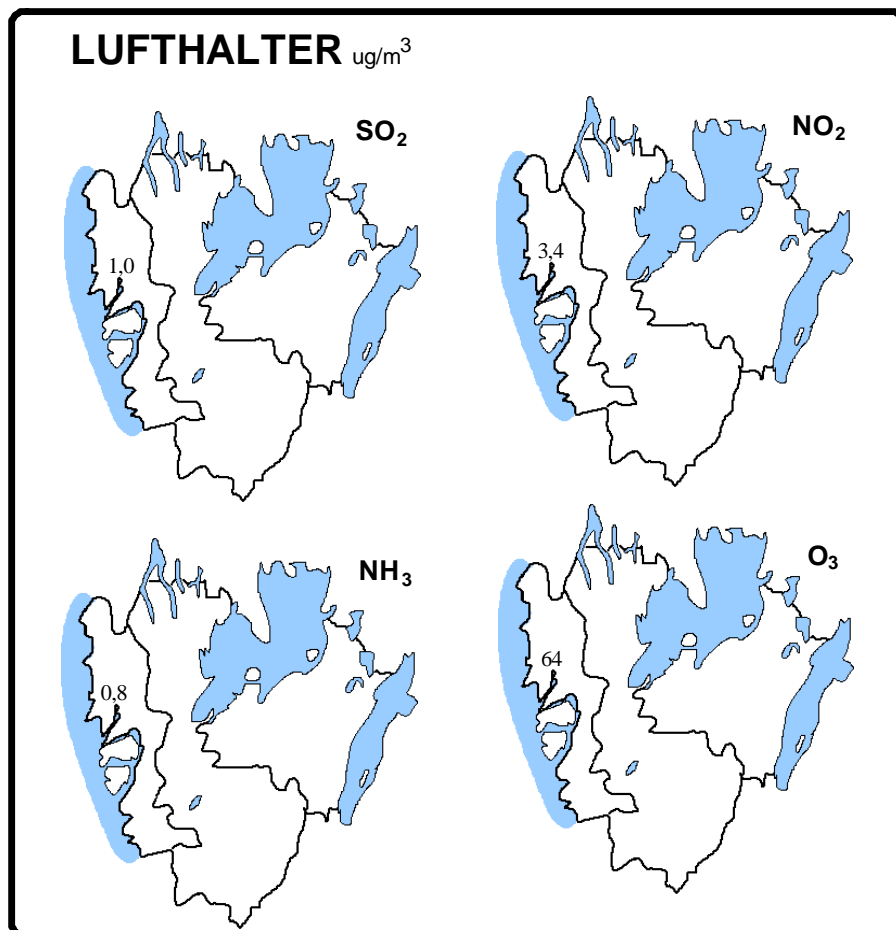 LUFTHALTER ug/m³
SO₂
1,0
NO₂
3,4
NH₃
0,8
O₃
64